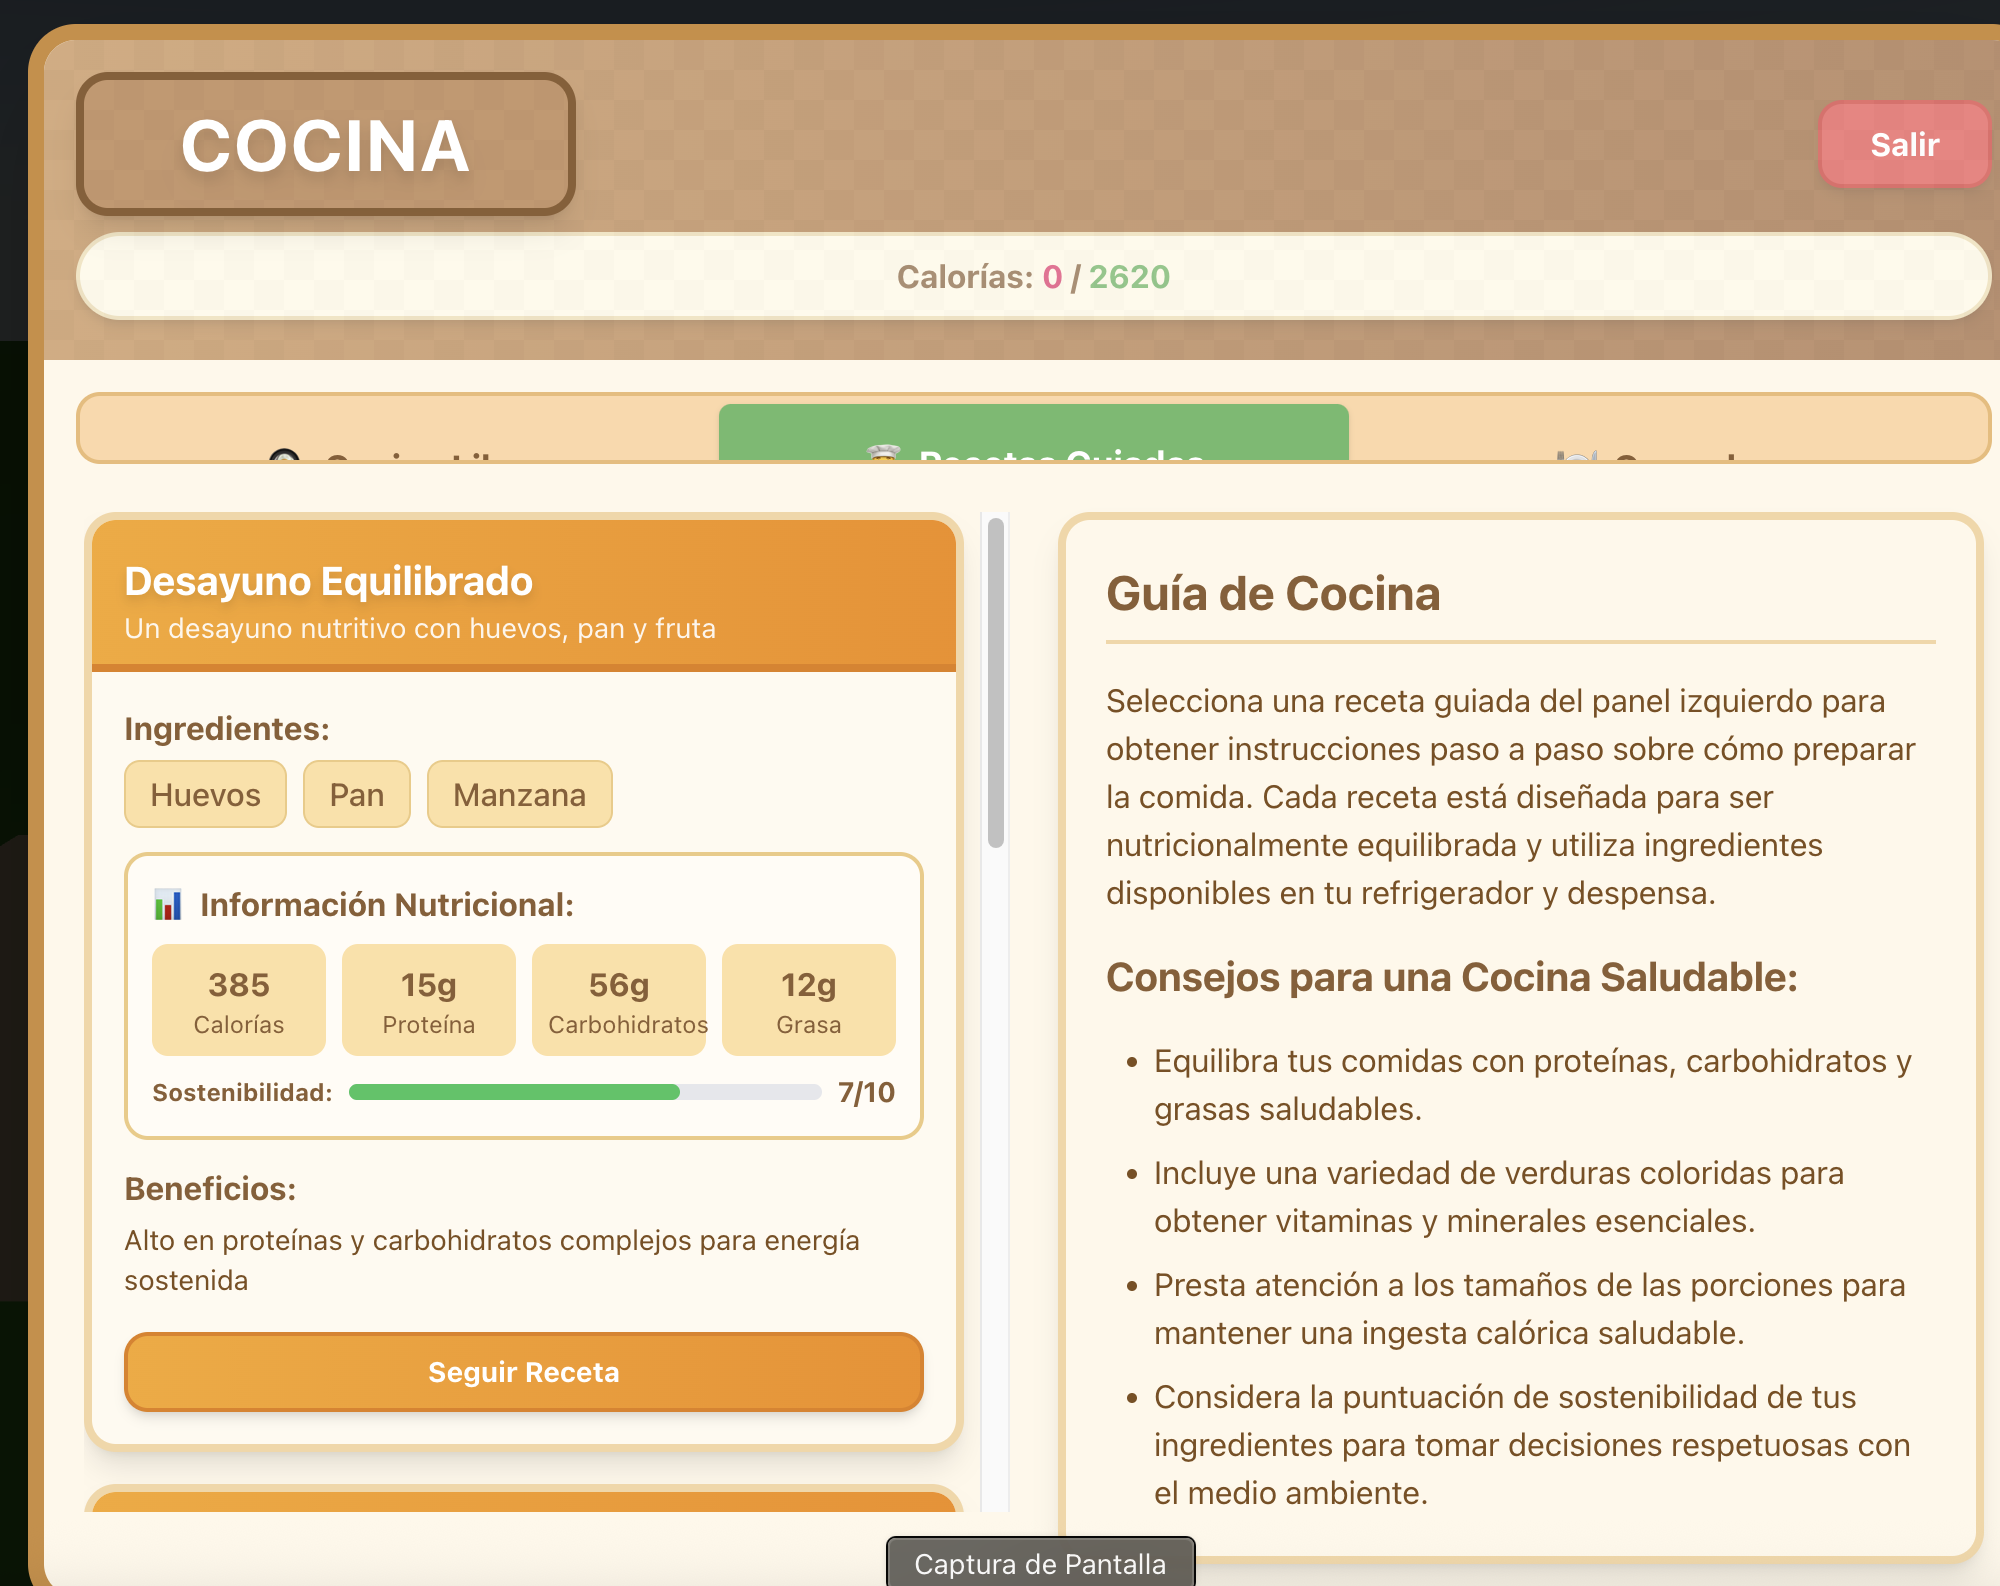 COCINA
Salir
Calorías: 0 / 2620
Recetas Guiadas
Desayuno Equilibrado
Un desayuno nutritivo con huevos, pan y fruta
Ingredientes:
Huevos
Pan
Manzana
Información Nutricional:
385
Calorías
15g
Proteína
56g
Carbohidratos
12g
Grasa
Sostenibilidad:
7/10
Beneficios:
Alto en proteínas y carbohidratos complejos para energía
sostenida
Seguir Receta
Guía de Cocina
Selecciona una receta guiada del panel izquierdo para
obtener instrucciones paso a paso sobre cómo preparar
la comida. Cada receta está diseñada para ser
nutricionalmente equilibrada y utiliza ingredientes
disponibles en tu refrigerador y despensa.
Consejos para una Cocina Saludable:
Equilibra tus comidas con proteínas, carbohidratos y
grasas saludables.
Incluye una variedad de verduras coloridas para
obtener vitaminas y minerales esenciales.
Presta atención a los tamaños de las porciones para
mantener una ingesta calórica saludable.
Considera la puntuación de sostenibilidad de tus
ingredientes para tomar decisiones respetuosas con
el medio ambiente.
Captura de Pantalla